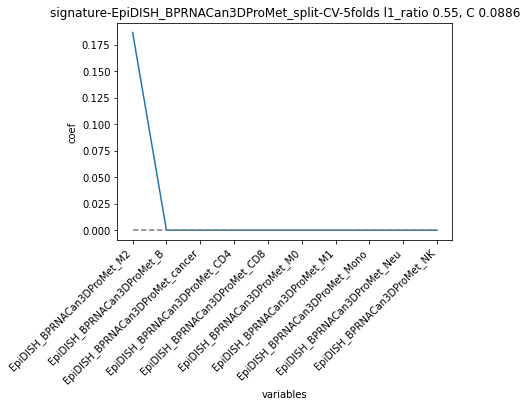 signature-EpiDISH_BPRNACan3DProMet_split-CV-5folds l1_ratio 0.55, C 0.0886
coef
0.175
0.150
0.125
0.100
0.075
0.050
0.025
0.000
EpiDISH_BPRNACan3DProMet_M2
EpiDISH_BPRNACan3DProMet_B
EpiDISH_BPRNACan3DProMet_cancer
EpiDISH_BPRNACan3DProMet_CD4
EpiDISH_BPRNACan3DProMet_CD8
EpiDISH_BPRNACan3DProMet_M0
EpiDISH_BPRNACan3DProMet_M1
EpiDISH_BPRNACan3DProMet_Mono
EpiDISH_BPRNACan3DProMet_Neu
EpiDISH_BPRNACan3DProMet_NK
variables